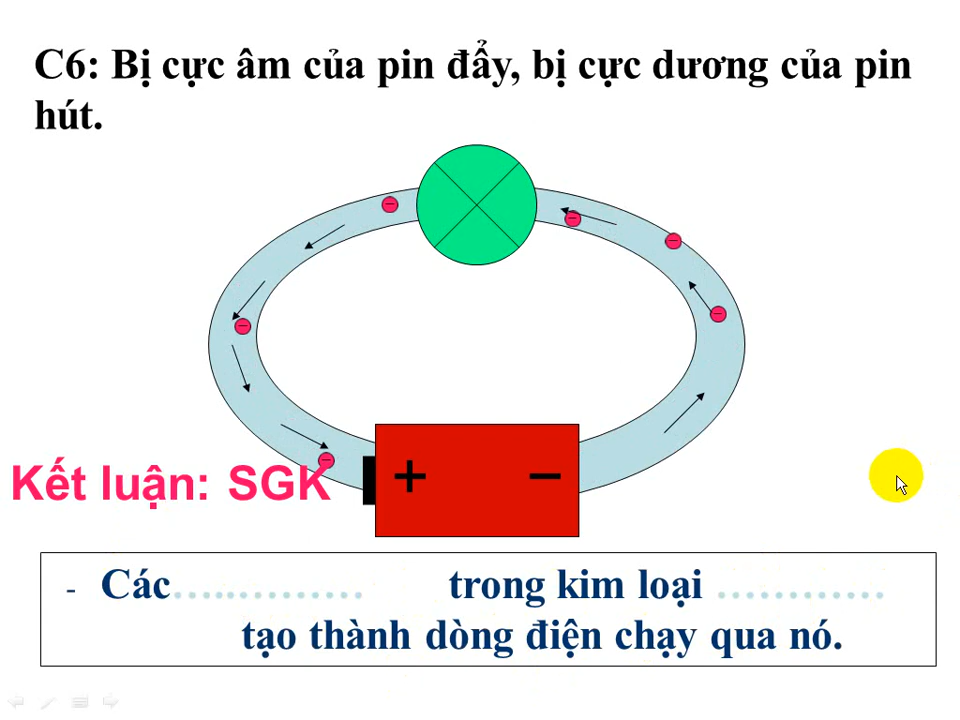 C6: Bị cực âm của pin đẩy, bị cực dương của pin
hút.
+ −
Kết luận: SGK
- Các…..……… trong kim loại …………
tạo thành dòng điện chạy qua nó.